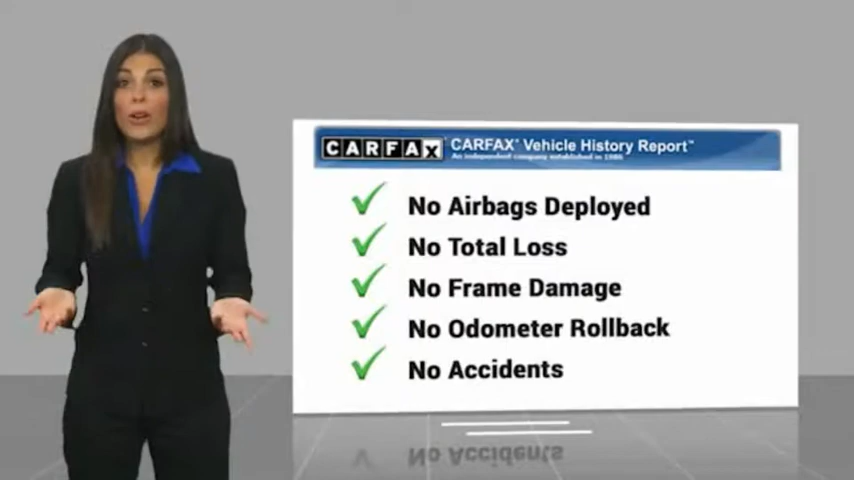 CARFAX CARFAX® Vehicle History Report™
An independent company established in 1986
No Airbags Deployed
No Total Loss
No Frame Damage
No Odometer Rollback
No Accidents
No Accidents